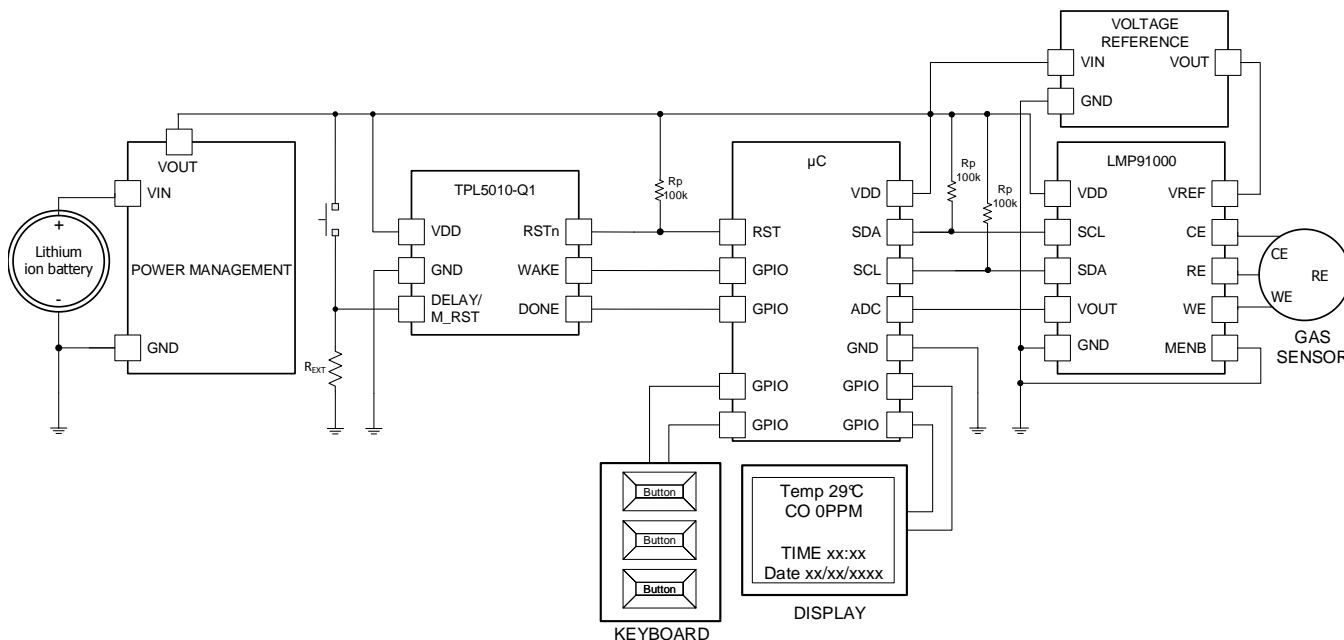 VOLTAGE
REFERENCE
VIN
VOUT
GND
VOUT
VIN
POWER MANAGEMENT
GND
+
Lithium
ion battery
-
REXT
TPL5010-Q1
VDD
RSTn
GND
WAKE
DELAY/
M_RST
DONE
Rp
100k
µC
VDD
RST
SDA
GPIO
SCL
GPIO
ADC
GND
GPIO
GPIO
GPIO
GPIO
Rp
100k
Rp
100k
LMP91000
VDD
VREF
SCL
CE
SDA
RE
VOUT
WE
GND
MENB
CE
RE
WE
GAS
SENSOR
Button
Button
Button
KEYBOARD
Temp 29°C
CO 0PPM
TIME xx:xx
Date xx/xx/xxxx
DISPLAY